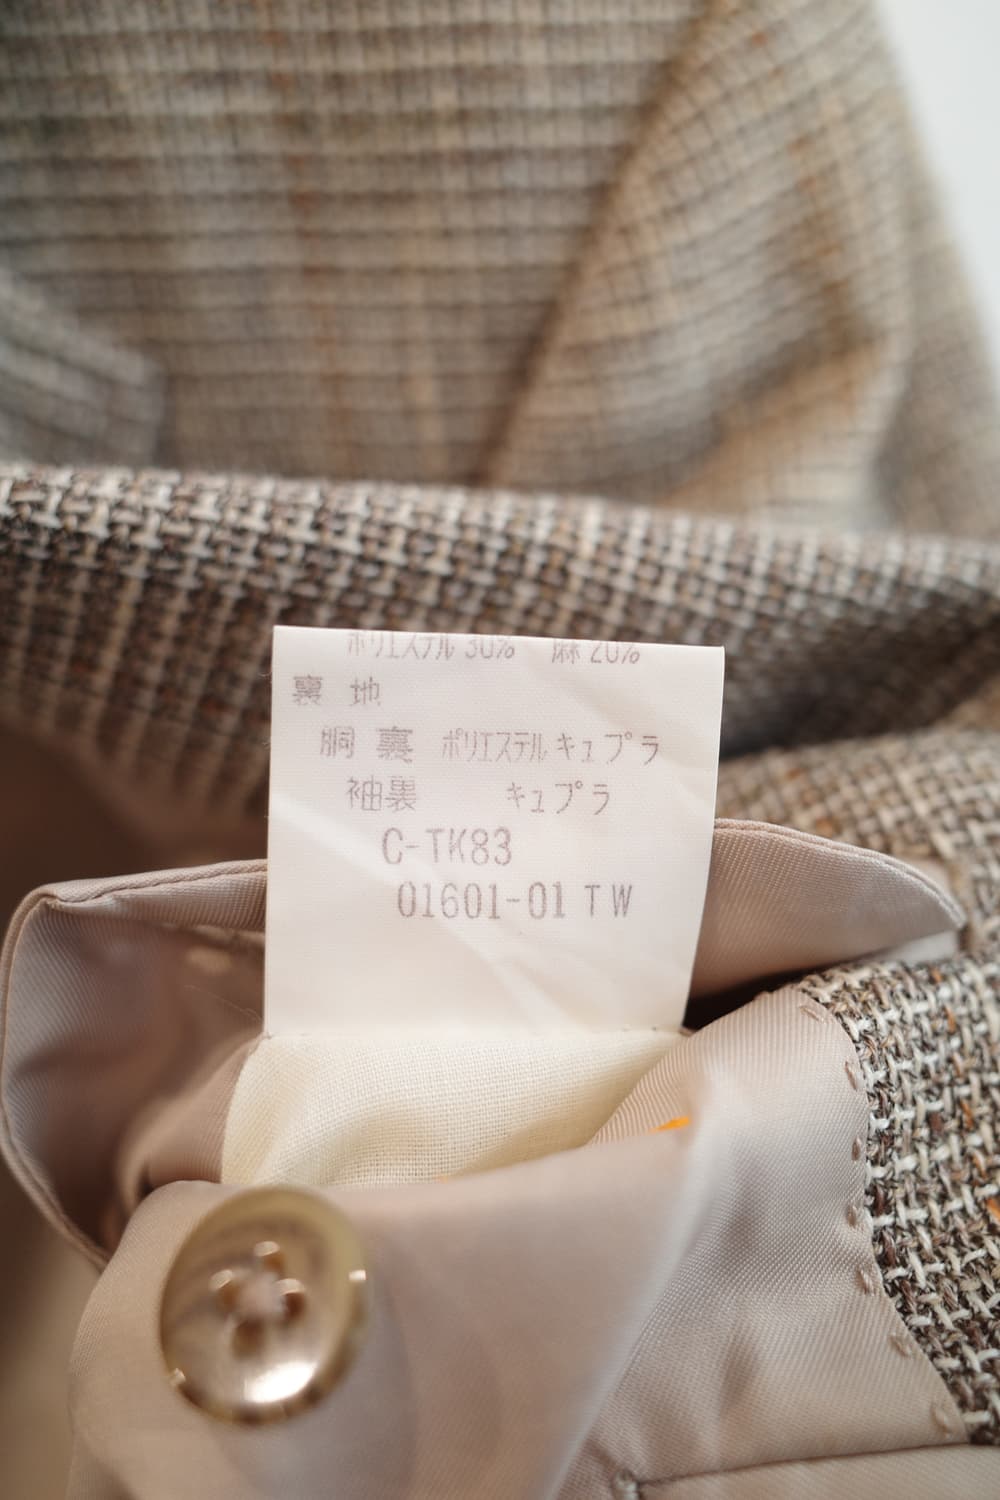 ポリエステル 30% 麻 20%
裏地
胴裏 ポリエステル キュプラ
袖裏 キュプラ
C-TK83
01601-01 TW